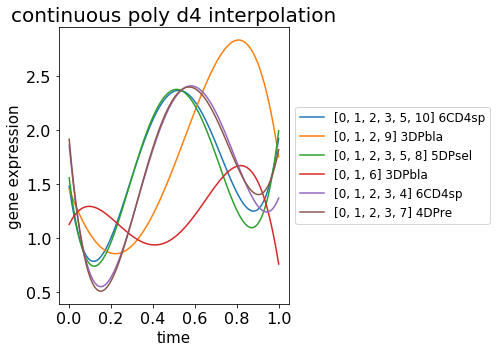 continuous poly d4 interpolation
gene expression
2.5
2.0
1.5
1.0
0.5
0.0 0.2 0.4 0.6 0.8 1.0
time
[0, 1, 2, 3, 5, 10] 6CD4sp
[0, 1, 2, 9] 3DPbla
[0, 1, 2, 3, 5, 8] 5DPsel
[0, 1, 6] 3DPbla
[0, 1, 2, 3, 4] 6CD4sp
[0, 1, 2, 3, 7] 4DPre